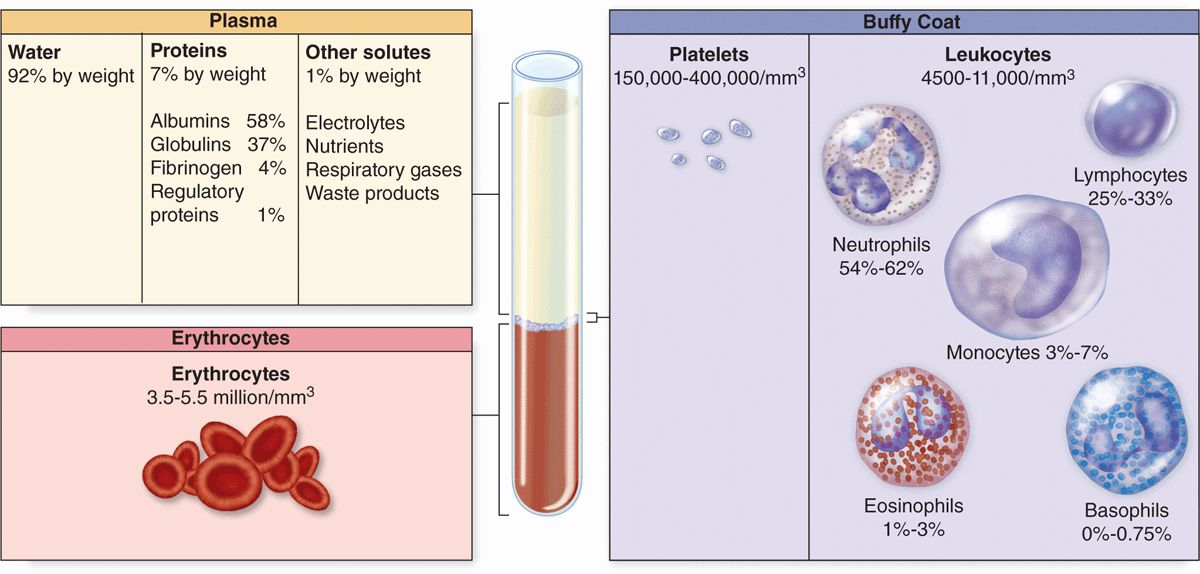 Plasma
Water
92% by weight
Proteins
7% by weight
Albumins 58%
Globulins 37%
Fibrinogen 4%
Regulatory
proteins 1%
Other solutes
1% by weight
Electrolytes
Nutrients
Respiratory gases
Waste products
Erythrocytes
Erythrocytes
3.5-5.5 million/mm³
Buffy Coat
Platelets
150,000-400,000/mm³
Leukocytes
4500-11,000/mm³
Neutrophils
54%-62%
Lymphocytes
25%-33%
Monocytes 3%-7%
Eosinophils
1%-3%
Basophils
0%-0.75%